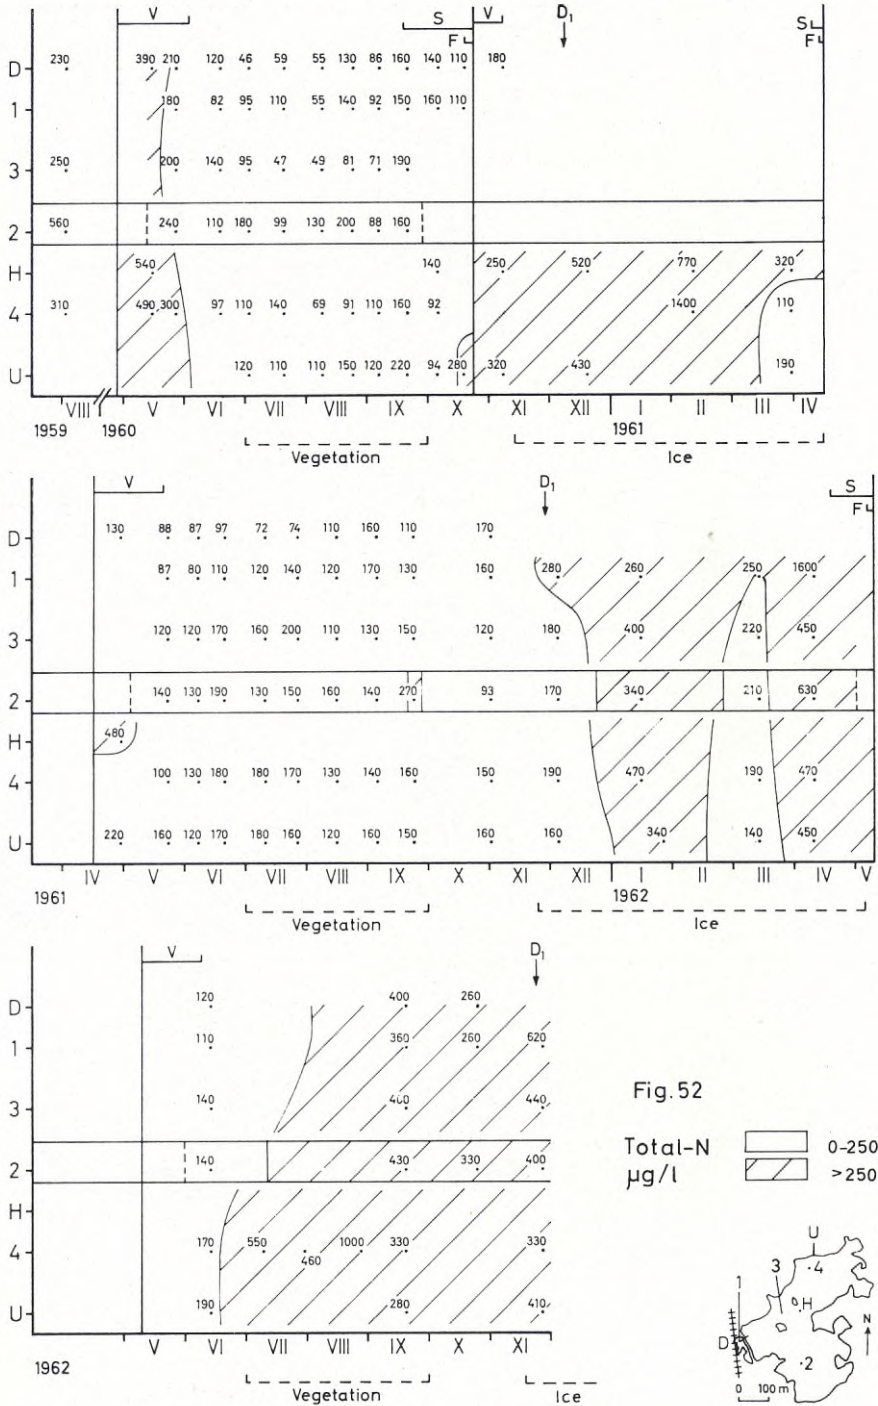 V S V D₁ S
F F
D 230 390 210 120 46 59 55 130 86 160 140 110 180
1 180 82 95 110 55 140 92 150 160 110
3 250 200 140 95 47 49 81 71 190
2 560 240 110 180 99 130 200 88 160
H 540 140 250 520 770 320
4 310 490 300 97 110 140 69 91 110 160 92 1400 110
U 120 110 110 150 120 220 94 280 320 430 190
VIII V VI VII VIII IX X XI XII I II III IV
1959 1960 1961
Vegetation Ice
V D₁ S
F
D 130 88 87 97 72 74 110 160 110 170
1 87 80 110 120 140 120 170 130 160 280 260 250 1600
3 120 120 170 160 200 110 130 150 120 180 400 220 450
2 140 130 190 130 150 160 140 270 93 170 340 210 630
H 480
4 100 130 180 180 170 130 140 160 150 190 470 190 470
U 220 160 120 170 180 160 120 160 150 160 160 340 140 450
IV V VI VII VIII IX X XI XII I II III IV V
1961 1962
Vegetation Ice
V D₁
D 120 400 260
1 110 360 260 620
3 140 460 440
2 140 430 330 400
H
4 170 550 460 1000 330 330
U 190 280 410
V VI VII VIII IX X XI
1962
Vegetation Ice
Fig. 52
Total-N 0-250
µg/l >250
U
1 3 4
H
N
D
2
0 100 m